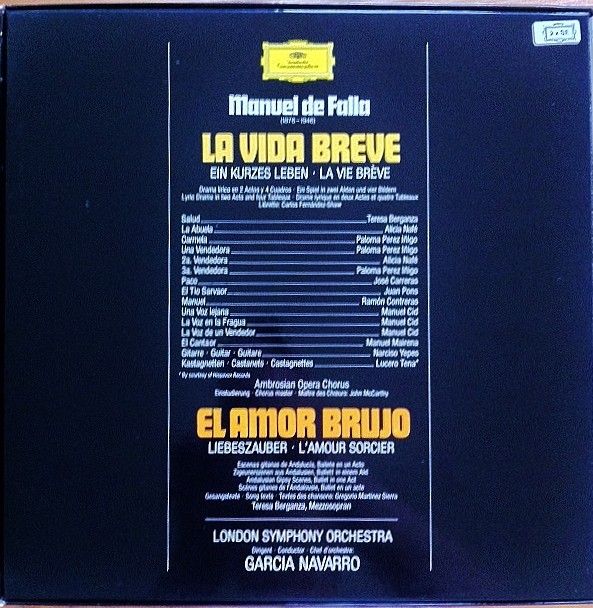 Deutsche
Grammophon
Manuel de Falla
(1876-1946)
LA VIDA BREVE
EIN KURZES LEBEN · LA VIE BRÈVE
Drama lírico en 2 Actos y 4 Cuadros · Ein Spiel in zwei Akten und vier Bildern
Lyric Drama in two Acts and four Tableaux · Drame lyrique en deux Actes et quatre Tableaux
Libretto: Carlos Fernández-Shaw
Salud Teresa Berganza
La Abuela Alicia Nafé
Carmela Paloma Perez Iñigo
Una Vendedora Paloma Perez Iñigo
2a. Vendedora Alicia Nafé
3a. Vendedora Paloma Perez Iñigo
Paco José Carreras
El Tío Sarvaor Juan Pons
Manuel Ramón Contreras
Una Voz lejana Manuel Cid
La Voz en la Fragua Manuel Cid
La Voz de un Vendedor Manuel Cid
El Cantaor Manuel Mairena
Gitarre · Guitar · Guitare Narciso Yepes
Kastagnetten · Castanets · Castagnettes Lucero Tena*
* By courtesy of Hispavox Records
Ambrosian Opera Chorus
Einstudierung · Chorus master · Maître des Chœurs: John McCarthy
EL AMOR BRUJO
LIEBESZAUBER · L'AMOUR SORCIER
Escenas gitanas de Andalucía, Ballete en un Acto
Zigeunerszenen aus Andalusien, Ballett in einem Akt
Andalusian Gipsy Scenes, Ballet in one Act
Scènes gitanes de l'Andalousie, Ballet en un acte
Gesangstexte · Song texts · Textes des chansons: Gregorio Martínez Sierra
Teresa Berganza, Mezzosopran
LONDON SYMPHONY ORCHESTRA
Dirigent · Conductor · Chef d'orchestre:
GARCIA NAVARRO